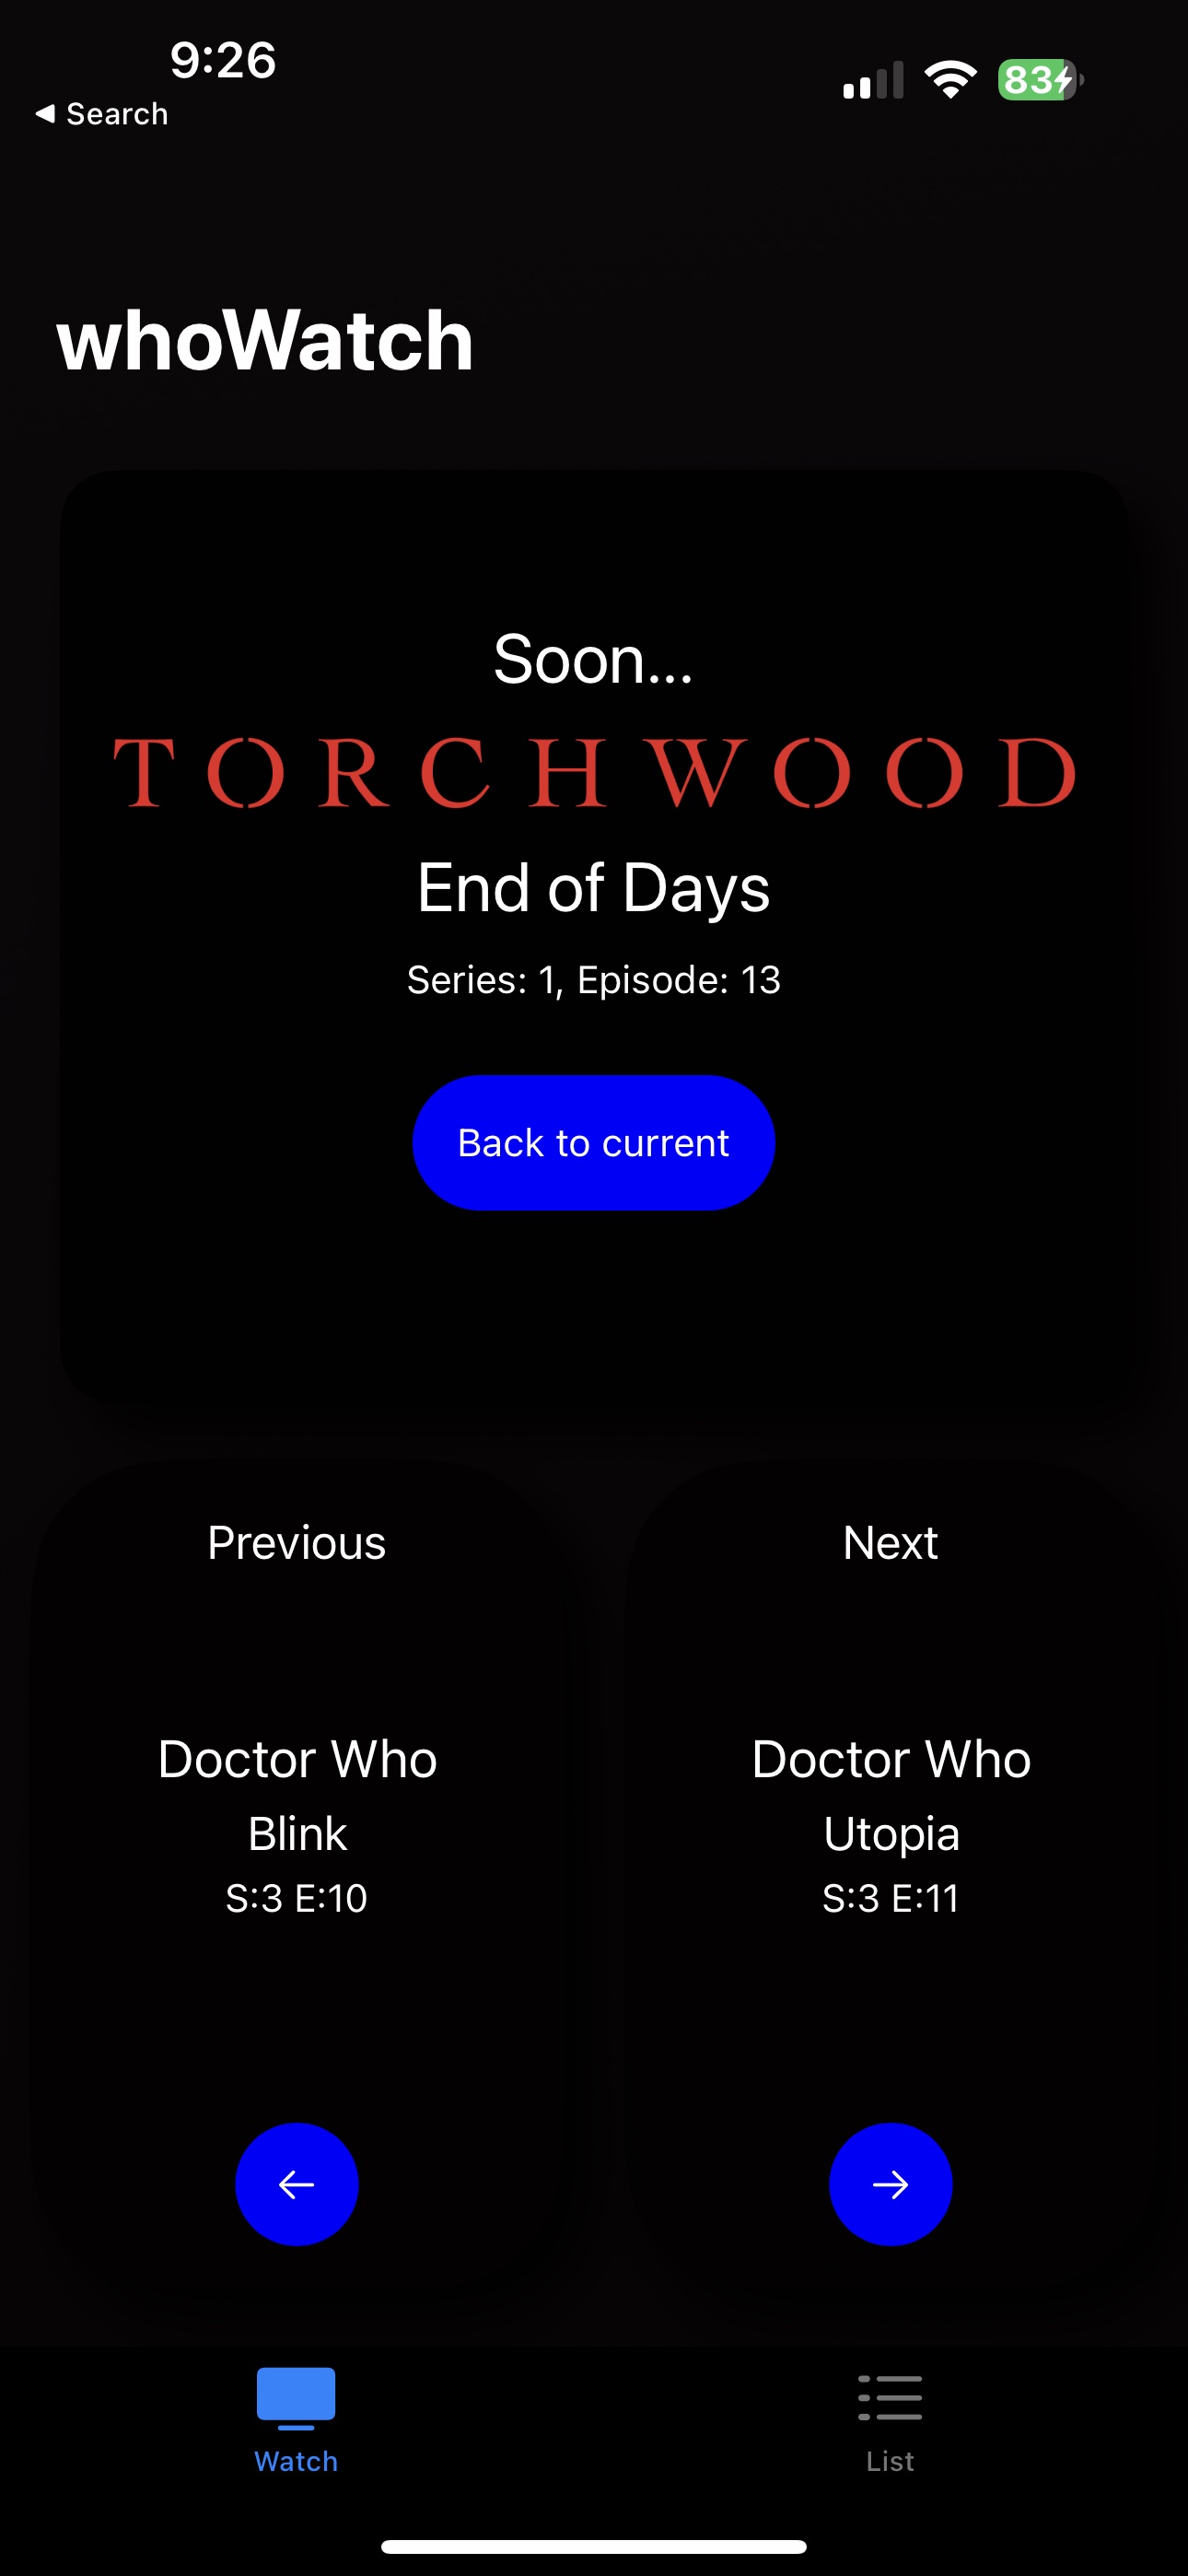 9:26
83
Search
whoWatch
Soon...
TORCHWOOD
End of Days
Series: 1, Episode: 13
Back to current
Previous
Next
Doctor Who
Doctor Who
Blink
Utopia
S:3 E:10
S:3 E:11
Watch
List